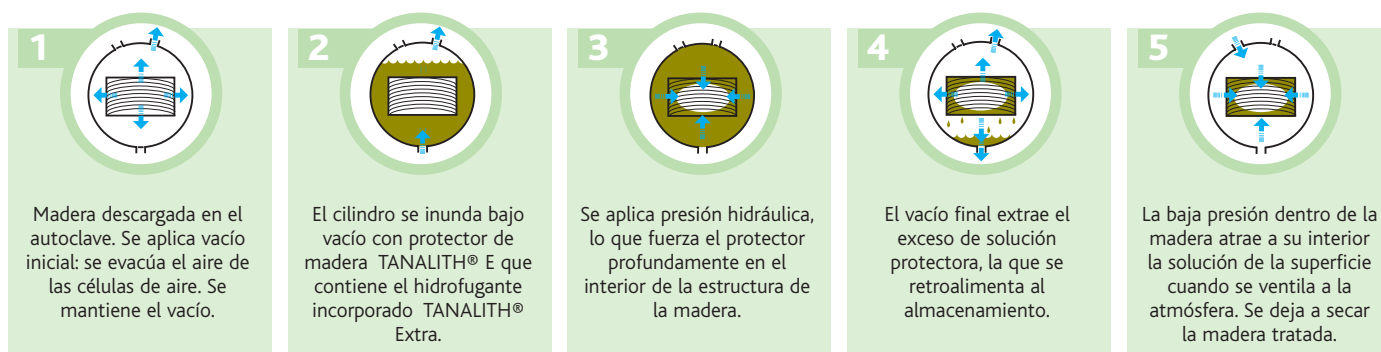 1
Madera descargada en el
autoclave. Se aplica vacío
inicial: se evacúa el aire de
las células de aire. Se
mantiene el vacío.
2
El cilindro se inunda bajo
vacío con protector de
madera TANALITH® E que
contiene el hidrofugante
incorporado TANALITH®
Extra.
3
Se aplica presión hidráulica,
lo que fuerza el protector
profundamente en el
interior de la estructura de
la madera.
4
El vacío final extrae el
exceso de solución
protectora, la que se
retroalimenta al
almacenamiento.
5
La baja presión dentro de la
madera atrae a su interior
la solución de la superficie
cuando se ventila a la
atmósfera. Se deja a secar
la madera tratada.